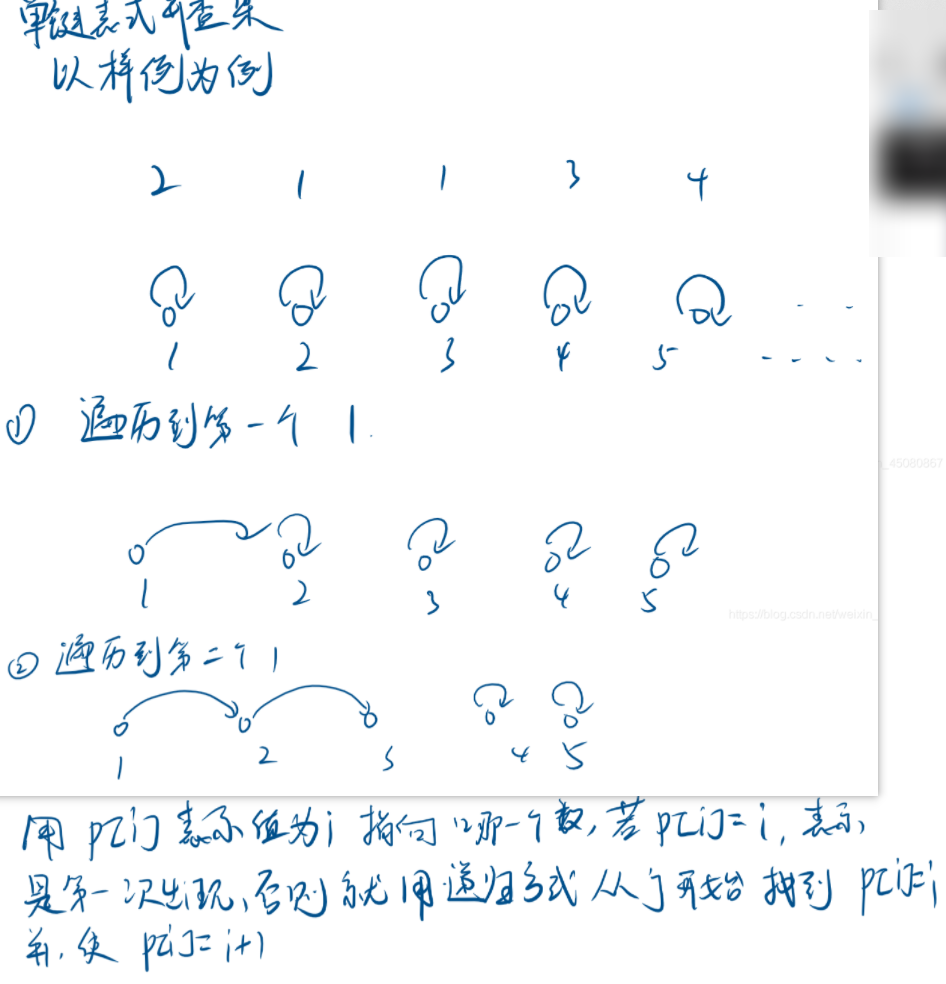 单链表式并查集
以样例为例
2 1 1 3 4
1 2 3 4 5
① 遍历到第一个 1
_45080867
1 2 3 4 5
https://blog.csdn.net/weixin_
② 遍历到第二个 1
1 2 3 4 5
用 p[i] 表示值为 i 指向哪一个数, 若 p[i]=i, 表示
是第一次出现, 否则就用递归方式 从 i 开始 找到 p[i]=i
并, 使 p[i]=i+1